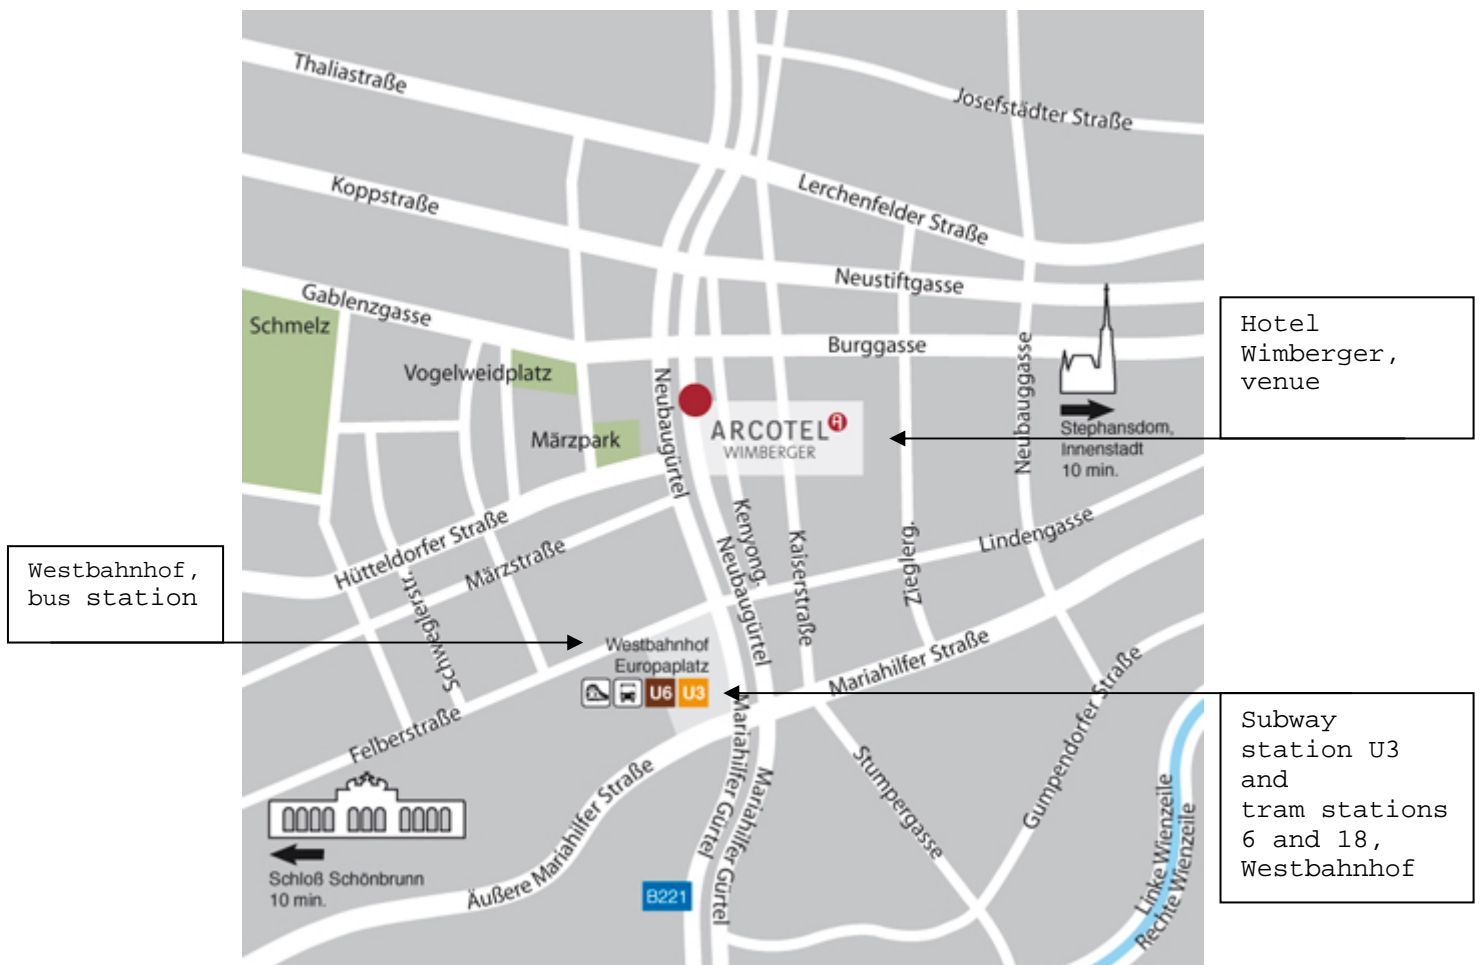 Thaliastraße
Josefstädter Straße
Koppstraße
Lerchenfelder Straße
Neustiftgasse
Gablenzgasse
Schmelz
Burggasse
Vogelweidplatz
Neubaugürtel
Neubauggasse
Märzpark
ARCOTEL A
WIMBERGER
Stephansdom,
Innenstadt
10 min.
Hotel
Wimberger,
venue
Hütteldorfer Straße
Märzstraße
Schweglerstr.
Kenyong.
Neubaugürtel
Kaiserstraße
Zieglerg.
Lindengasse
Westbahnhof,
bus station
Westbahnhof
Europaplatz
U6 U3
Mariahilfer Straße
Felberstraße
Subway
station U3
and
tram stations
6 and 18,
Westbahnhof
Äußere Mariahilfer Straße
Mariahilfer Gürtel
Mariahilfer Gürtel
Stumpergasse
Gumpendorfer Straße
Linke Wienzeile
Rechte Wienzeile
Schloß Schönbrunn
10 min.
B221